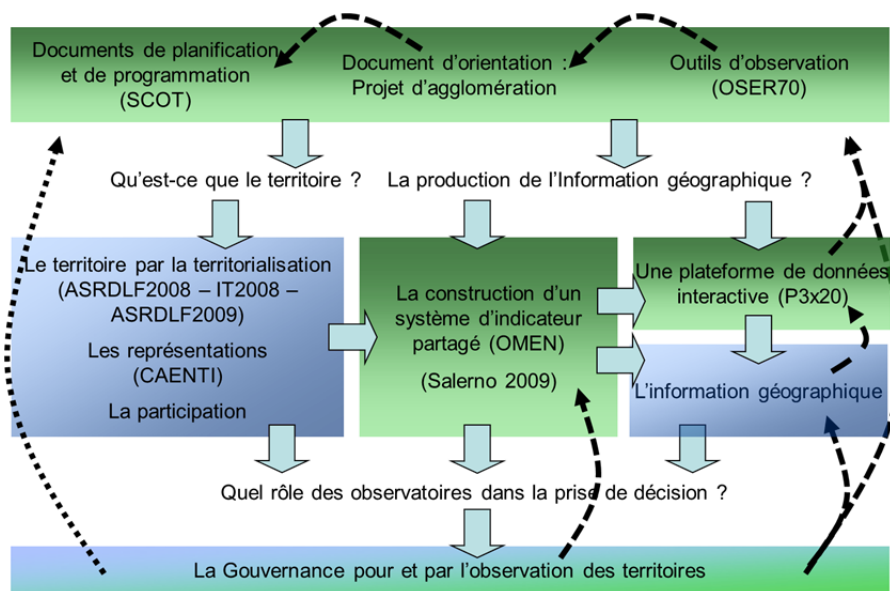 Documents de planification
et de programmation
(SCOT)
Document d'orientation :
Projet d'agglomération
Outils d'observation
(OSER70)
Qu'est-ce que le territoire ?
La production de l'Information géographique ?
Le territoire par la territorialisation
(ASRDLF2008 – IT2008 –
ASRDLF2009)
Les représentations
(CAENTI)
La participation
La construction d'un
système d'indicateur
partagé (OMEN)
(Salerno 2009)
Une plateforme de données
interactive (P3x20)
L'information géographique
Quel rôle des observatoires dans la prise de décision ?
La Gouvernance pour et par l'observation des territoires